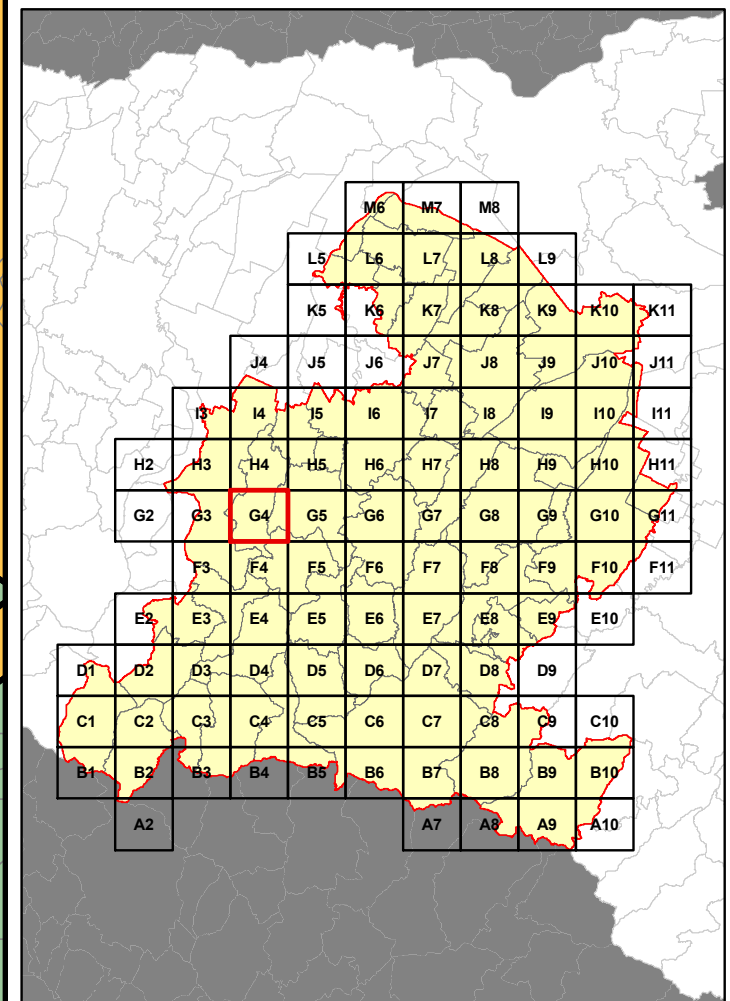 M6 M7 M8
L5 L6 L7 L8 L9
K5 K6 K7 K8 K9 K10 K11
J4 J5 J6 J7 J8 J9 J10 J11
I3 I4 I5 I6 I7 I8 I9 I10 I11
H2 H3 H4 H5 H6 H7 H8 H9 H10 H11
G2 G3 G4 G5 G6 G7 G8 G9 G10 G11
F3 F4 F5 F6 F7 F8 F9 F10 F11
E2 E3 E4 E5 E6 E7 E8 E9 E10
D1 D2 D3 D4 D5 D6 D7 D8 D9
C1 C2 C3 C4 C5 C6 C7 C8 C9 C10
B1 B2 B3 B4 B5 B6 B7 B8 B9 B10
A2 A7 A8 A9 A10